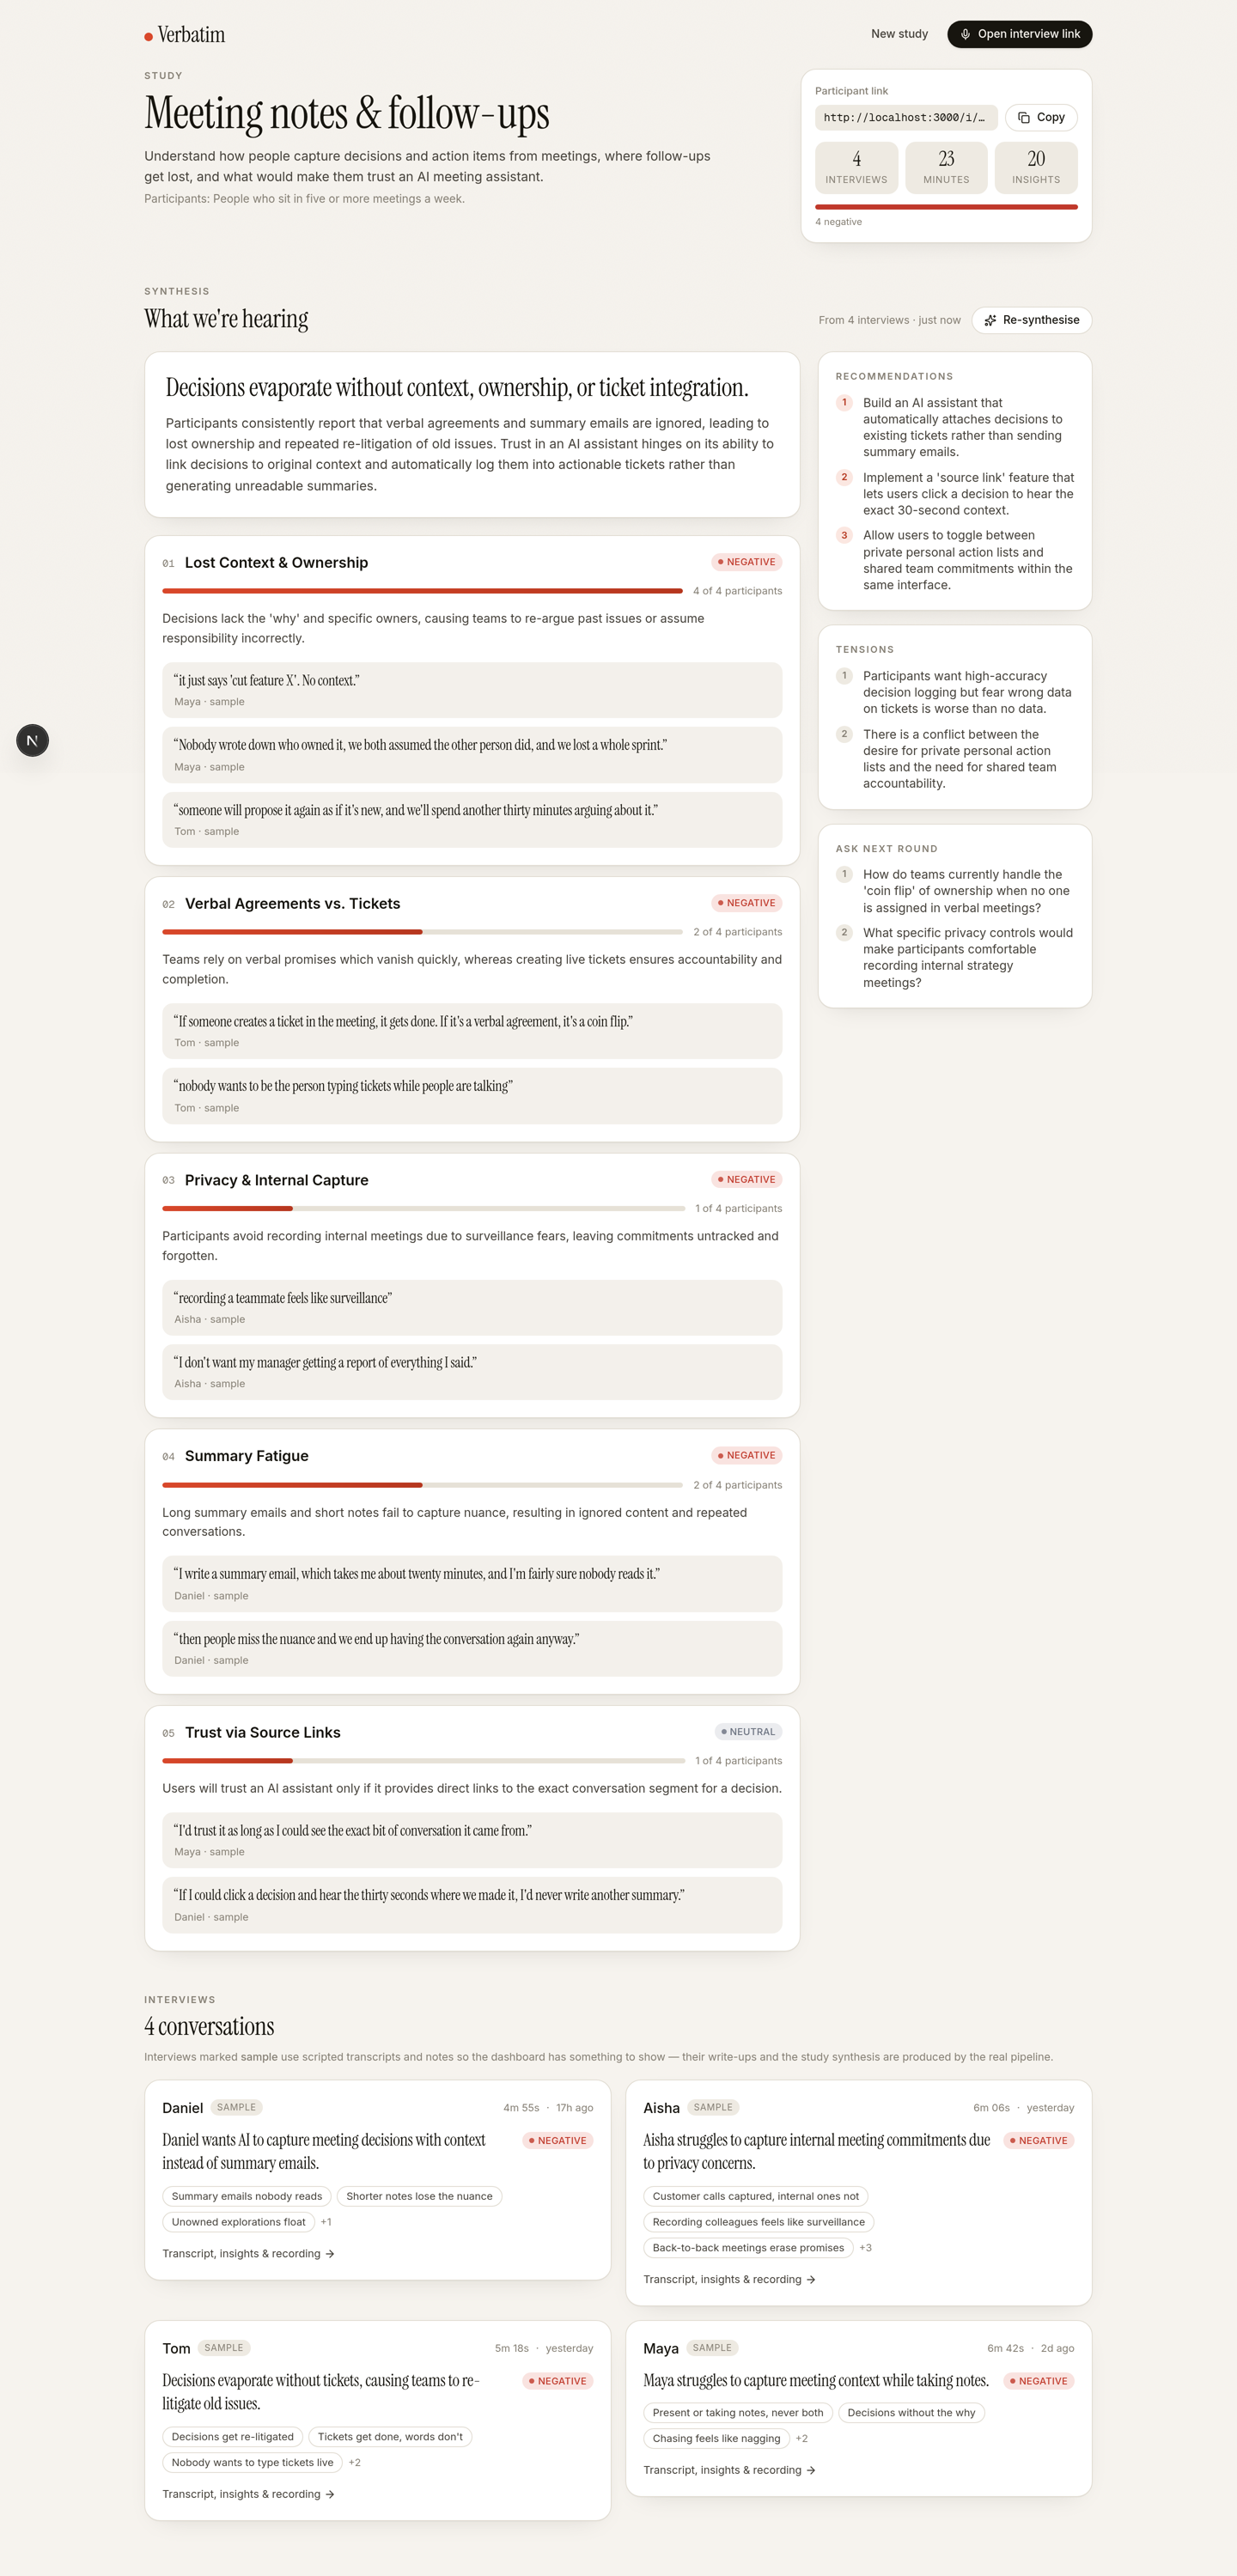 Verbatim
New study
Open interview link
STUDY
Meeting notes & follow-ups
Understand how people capture decisions and action items from meetings, where follow-ups
get lost, and what would make them trust an AI meeting assistant.
Participants: People who sit in five or more meetings a week.
Participant link
http://localhost:3000/i/…
Copy
4
INTERVIEWS
23
MINUTES
20
INSIGHTS
4 negative
SYNTHESIS
What we're hearing
From 4 interviews · just now
Re-synthesise
Decisions evaporate without context, ownership, or ticket integration.
Participants consistently report that verbal agreements and summary emails are ignored, leading to
lost ownership and repeated re-litigation of old issues. Trust in an AI assistant hinges on its ability to
link decisions to original context and automatically log them into actionable tickets rather than
generating unreadable summaries.
01 Lost Context & Ownership
NEGATIVE
4 of 4 participants
Decisions lack the 'why' and specific owners, causing teams to re-argue past issues or assume
responsibility incorrectly.
“it just says 'cut feature X'. No context.”
Maya · sample
“Nobody wrote down who owned it, we both assumed the other person did, and we lost a whole sprint.”
Maya · sample
“someone will propose it again as if it's new, and we'll spend another thirty minutes arguing about it.”
Tom · sample
02 Verbal Agreements vs. Tickets
NEGATIVE
2 of 4 participants
Teams rely on verbal promises which vanish quickly, whereas creating live tickets ensures accountability and
completion.
“If someone creates a ticket in the meeting, it gets done. If it's a verbal agreement, it's a coin flip.”
Tom · sample
“nobody wants to be the person typing tickets while people are talking”
Tom · sample
03 Privacy & Internal Capture
NEGATIVE
1 of 4 participants
Participants avoid recording internal meetings due to surveillance fears, leaving commitments untracked and
forgotten.
“recording a teammate feels like surveillance”
Aisha · sample
“I don't want my manager getting a report of everything I said.”
Aisha · sample
04 Summary Fatigue
NEGATIVE
2 of 4 participants
Long summary emails and short notes fail to capture nuance, resulting in ignored content and repeated
conversations.
“I write a summary email, which takes me about twenty minutes, and I'm fairly sure nobody reads it.”
Daniel · sample
“then people miss the nuance and we end up having the conversation again anyway.”
Daniel · sample
05 Trust via Source Links
NEUTRAL
1 of 4 participants
Users will trust an AI assistant only if it provides direct links to the exact conversation segment for a decision.
“I'd trust it as long as I could see the exact bit of conversation it came from.”
Maya · sample
“If I could click a decision and hear the thirty seconds where we made it, I'd never write another summary.”
Daniel · sample
RECOMMENDATIONS
1 Build an AI assistant that
automatically attaches decisions to
existing tickets rather than sending
summary emails.
2 Implement a 'source link' feature that
lets users click a decision to hear the
exact 30-second context.
3 Allow users to toggle between
private personal action lists and
shared team commitments within the
same interface.
TENSIONS
1 Participants want high-accuracy
decision logging but fear wrong data
on tickets is worse than no data.
2 There is a conflict between the
desire for private personal action
lists and the need for shared team
accountability.
ASK NEXT ROUND
1 How do teams currently handle the
'coin flip' of ownership when no one
is assigned in verbal meetings?
2 What specific privacy controls would
make participants comfortable
recording internal strategy
meetings?
N
INTERVIEWS
4 conversations
Interviews marked sample use scripted transcripts and notes so the dashboard has something to show — their write-ups and the study synthesis are produced by the real pipeline.
Daniel SAMPLE
4m 55s · 17h ago
Daniel wants AI to capture meeting decisions with context
instead of summary emails.
NEGATIVE
Summary emails nobody reads
Shorter notes lose the nuance
Unowned explorations float
+1
Transcript, insights & recording →
Aisha SAMPLE
6m 06s · yesterday
Aisha struggles to capture internal meeting commitments due
to privacy concerns.
NEGATIVE
Customer calls captured, internal ones not
Recording colleagues feels like surveillance
Back-to-back meetings erase promises
+3
Transcript, insights & recording →
Tom SAMPLE
5m 18s · yesterday
Decisions evaporate without tickets, causing teams to re-
litigate old issues.
NEGATIVE
Decisions get re-litigated
Tickets get done, words don't
Nobody wants to type tickets live
+2
Transcript, insights & recording →
Maya SAMPLE
6m 42s · 2d ago
Maya struggles to capture meeting context while taking notes.
NEGATIVE
Present or taking notes, never both
Decisions without the why
Chasing feels like nagging
+2
Transcript, insights & recording →